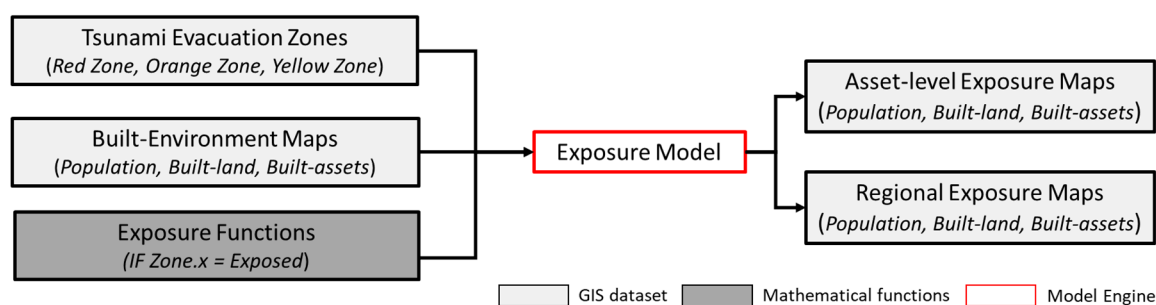 Tsunami Evacuation Zones
(Red Zone, Orange Zone, Yellow Zone)
Built-Environment Maps
(Population, Built-land, Built-assets)
Exposure Functions
(IF Zone.x = Exposed)
Exposure Model
Asset-level Exposure Maps
(Population, Built-land, Built-assets)
Regional Exposure Maps
(Population, Built-land, Built-assets)
GIS dataset
Mathematical functions
Model Engine